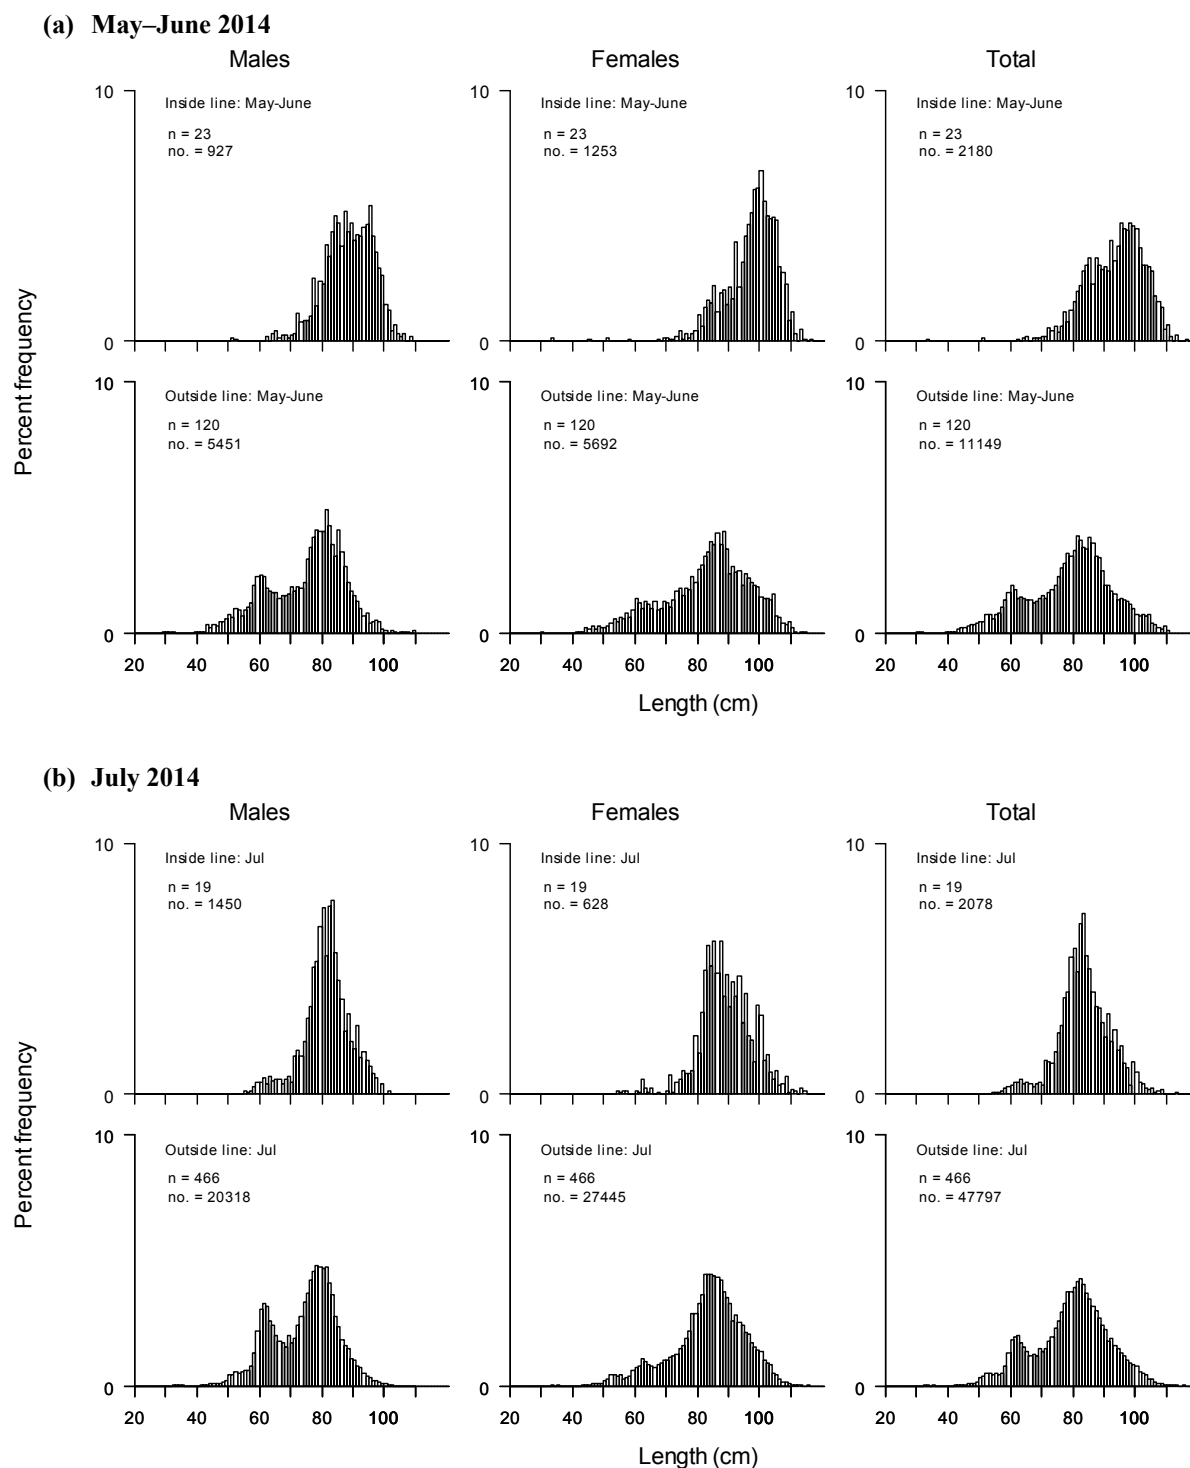 (a) May–June 2014
Males Females Total
10 10 10
Inside line: May-June Inside line: May-June Inside line: May-June
n = 23 n = 23 n = 23
no. = 927 no. = 1253 no. = 2180
0 0 0
10 10 10
Outside line: May-June Outside line: May-June Outside line: May-June
n = 120 n = 120 n = 120
no. = 5451 no. = 5692 no. = 11149
0 0 0
20 40 60 80 100 20 40 60 80 100 20 40 60 80 100
Percent frequency
Length (cm)
(b) July 2014
Males Females Total
10 10 10
Inside line: Jul Inside line: Jul Inside line: Jul
n = 19 n = 19 n = 19
no. = 1450 no. = 628 no. = 2078
0 0 0
10 10 10
Outside line: Jul Outside line: Jul Outside line: Jul
n = 466 n = 466 n = 466
no. = 20318 no. = 27445 no. = 47797
0 0 0
20 40 60 80 100 20 40 60 80 100 20 40 60 80 100
Percent frequency
Length (cm)